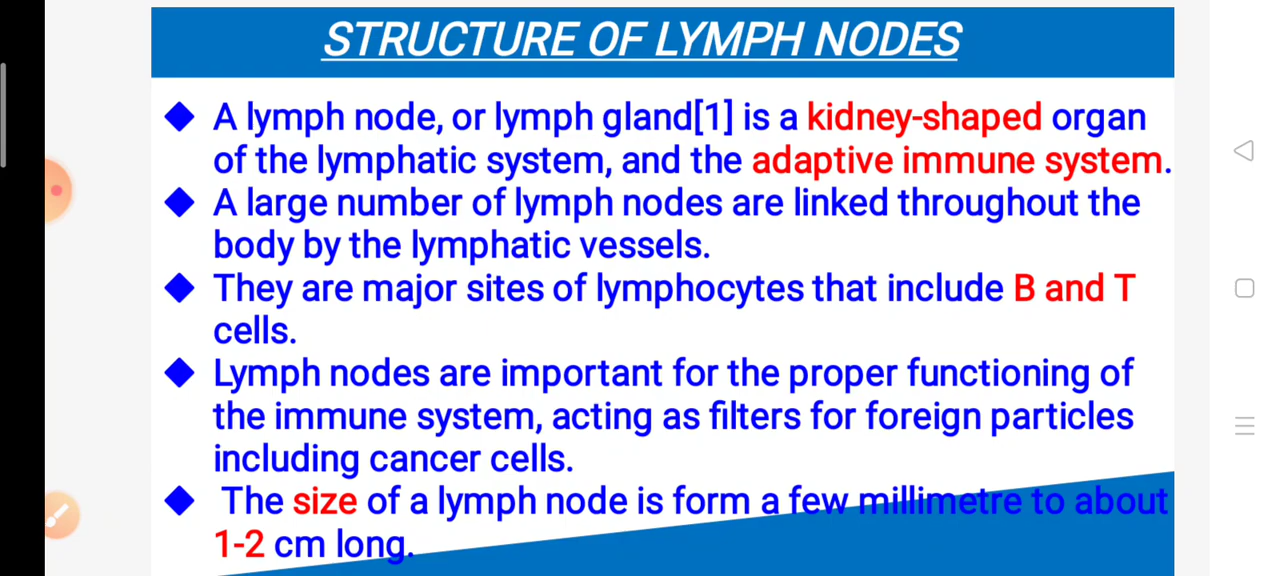 STRUCTURE OF LYMPH NODES
A lymph node, or lymph gland[1] is a kidney-shaped organ
of the lymphatic system, and the adaptive immune system.
A large number of lymph nodes are linked throughout the
body by the lymphatic vessels.
They are major sites of lymphocytes that include B and T
cells.
Lymph nodes are important for the proper functioning of
the immune system, acting as filters for foreign particles
including cancer cells.
The size of a lymph node is form a few millimetre to about
1-2 cm long.